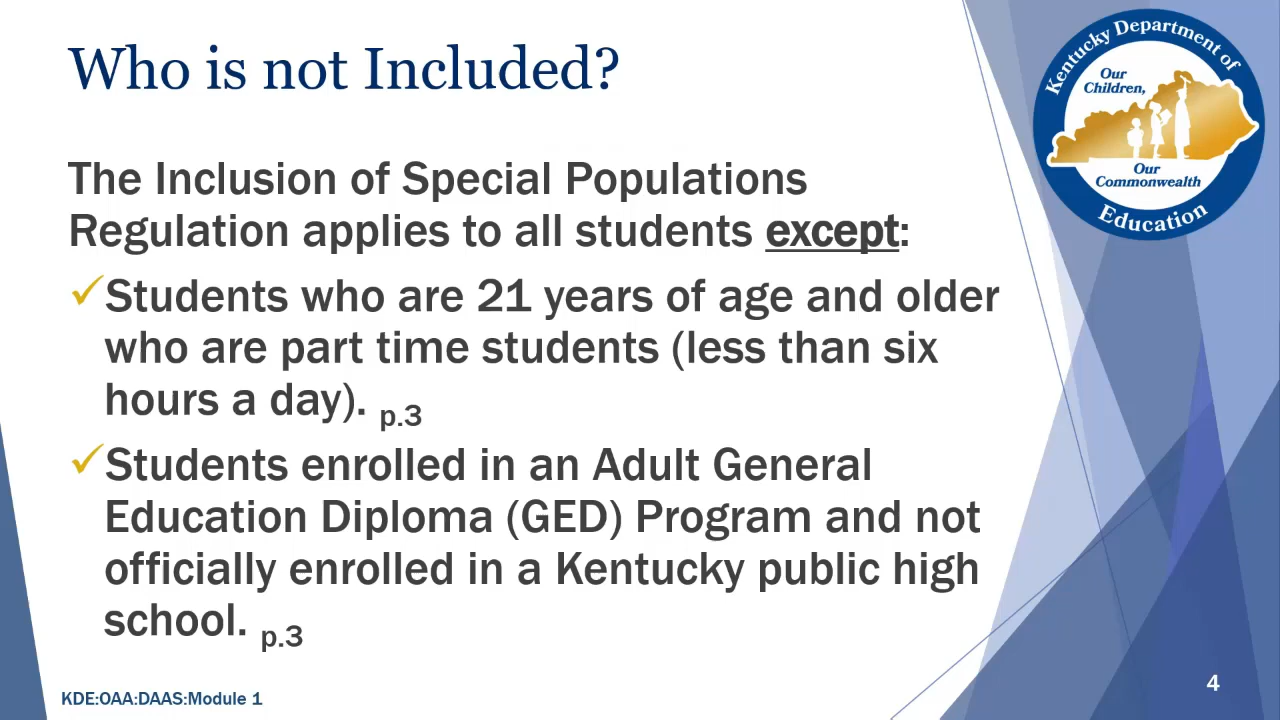 Who is not Included?
Kentucky Department of
Our
Children,
Our
Commonwealth
Education
The Inclusion of Special Populations
Regulation applies to all students except:
✓Students who are 21 years of age and older
who are part time students (less than six
hours a day). p.3
✓Students enrolled in an Adult General
Education Diploma (GED) Program and not
officially enrolled in a Kentucky public high
school. p.3
KDE:OAA:DAAS:Module 1
4